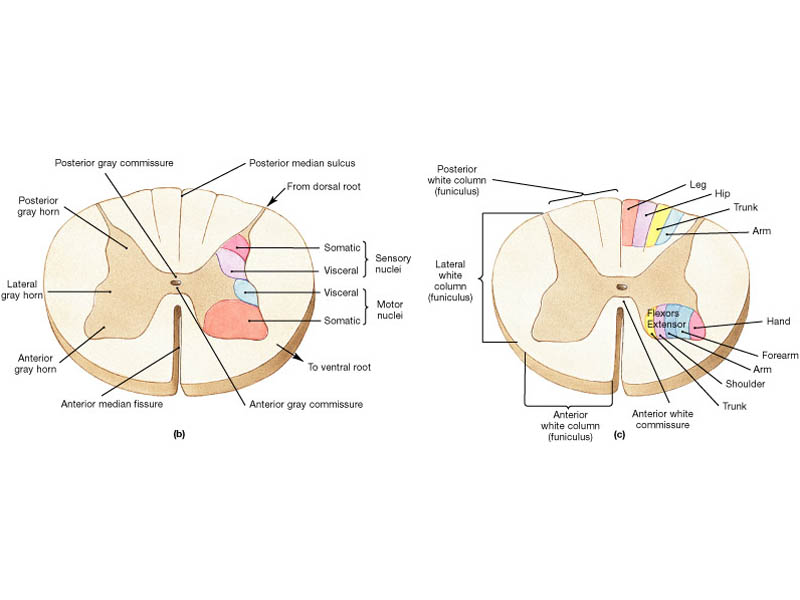 Posterior gray commissure
Posterior median sulcus
From dorsal root
Posterior
gray horn
Lateral
gray horn
Anterior
gray horn
Somatic
Visceral
Sensory
nuclei
Visceral
Somatic
Motor
nuclei
To ventral root
Anterior median fissure
Anterior gray commissure
(b)
Posterior
white column
(funiculus)
Leg
Hip
Trunk
Arm
Lateral
white
column
(funiculus)
Flexors
Extensor
Hand
Forearm
Arm
Shoulder
Trunk
Anterior
white column
(funiculus)
Anterior white
commissure
(c)